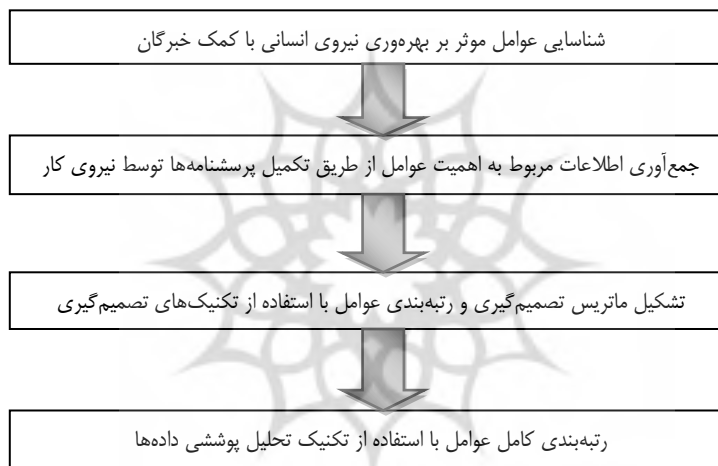 شناسایی عوامل موثر بر بهره‌وری نیروی انسانی با کمک خبرگان
جمع‌آوری اطلاعات مربوط به اهمیت عوامل از طریق تکمیل پرسشنامه‌ها توسط نیروی کار
تشکیل ماتریس تصمیم‌گیری و رتبه‌بندی عوامل با استفاده از تکنیک‌های تصمیم‌گیری
رتبه‌بندی کامل عوامل با استفاده از تکنیک تحلیل پوششی داده‌ها